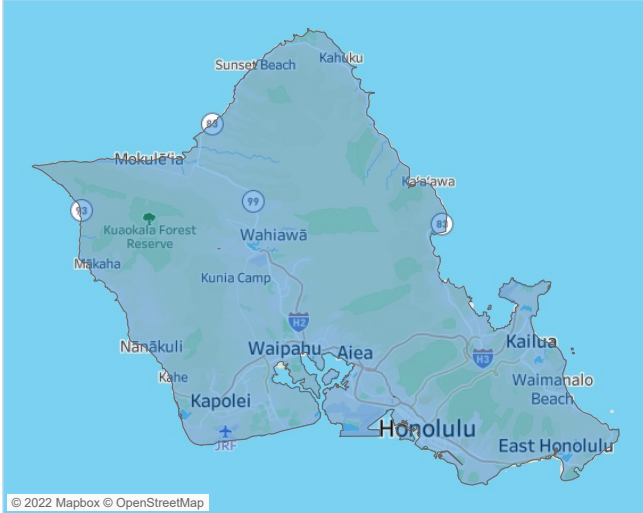 Kahuku
Sunset Beach
83
Mokulē‘ia
Ka‘a‘awa
99
93
83
Kuaokala Forest
Reserve
Wahiawā
Mākaha
Kunia Camp
H2
Nānākuli
Waipahu
Aiea
Kailua
H3
Kahe
Waimanalo
Beach
Kapolei
Honolulu
JRF
East Honolulu
© 2022 Mapbox © OpenStreetMap